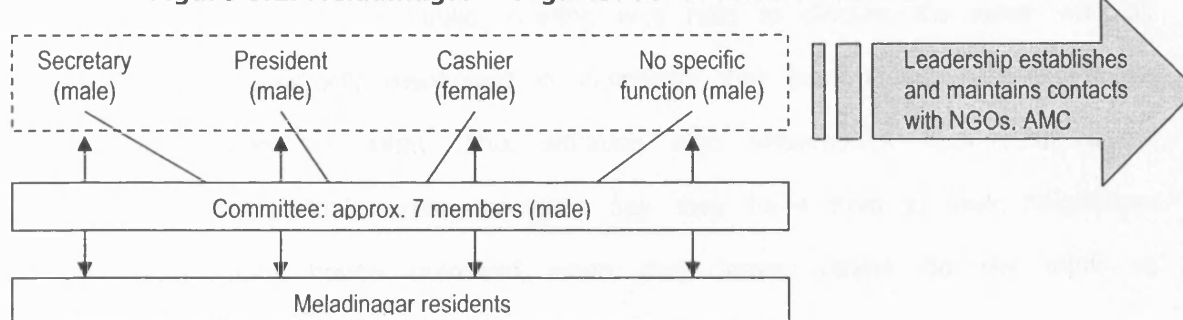 Secretary
(male)
President
(male)
Cashier
(female)
No specific
function (male)
Leadership establishes
and maintains contacts
with NGOs, AMC
Committee: approx. 7 members (male)
Meladinagar residents